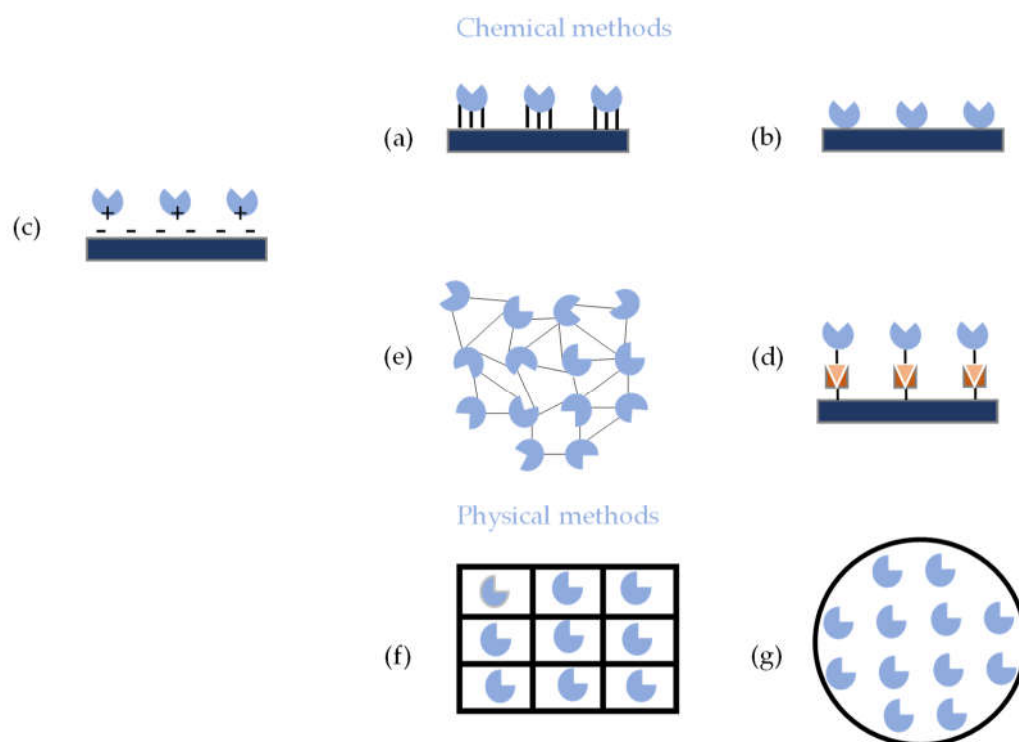 Chemical methods
(a)
(b)
(c)
+ + +
- - - - - -
(e)
(d)
Physical methods
(f)
(g)